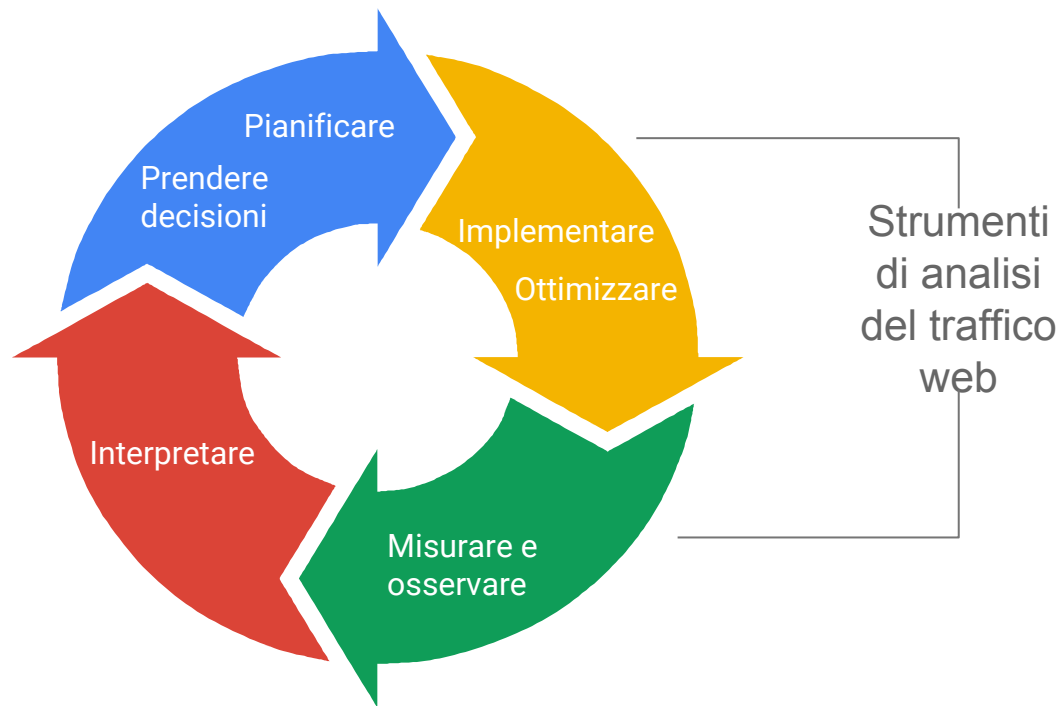 Pianificare
Prendere
decisioni
Implementare
Ottimizzare
Misurare e
osservare
Interpretare
Strumenti
di analisi
del traffico
web